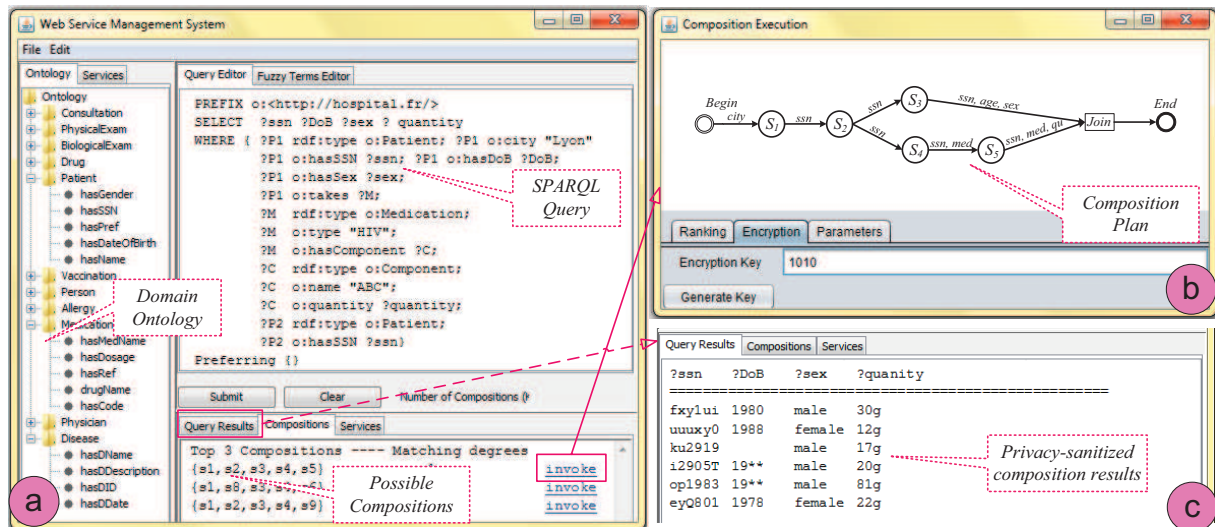 Web Service Management System
File Edit
Ontology Services
Ontology
Consultation
PhysicalExam
BiologicalExam
Drug
Patient
hasGender
hasSSN
hasPref
hasDateOfBirth
hasName
Vaccination
Person
Allergy
Medication
hasMedName
hasDosage
hasRef
drugName
hasCode
Physician
Disease
hasDName
hasDDescription
hasDID
hasDDate
Domain
Ontology
a
Query Editor Fuzzy Terms Editor
PREFIX o:<http://hospital.fr/>
SELECT ?ssn ?DoB ?sex ? quantity
WHERE { ?P1 rdf:type o:Patient; ?P1 o:city "Lyon"
?P1 o:hasSSN ?ssn; ?P1 o:hasDoB ?DoB;
?P1 o:hasSex ?sex;
?P1 o:takes ?M;
?M rdf:type o:Medication;
?M o:type "HIV";
?M o:hasComponent ?C;
?C rdf:type o:Component;
?C o:name "ABC";
?C o:quantity ?quantity;
?P2 rdf:type o:Patient;
?P2 o:hasSSN ?ssn}
Preferring {}
SPARQL
Query
Submit Clear Number of Compositions
Query Results Compositions Services
Top 3 Compositions ---- Matching degrees
{s1,s2,s3,s4,s5} invoke
{s1,s8,s3, invoke
{s1,s2,s3,s4,s9} invoke
Possible
Compositions
Composition Execution
Begin
city
S1
ssn
S2
ssn
S3
ssn, age, sex
ssn
S4
ssn, med
S5
ssn, med, qu
Join
End
Composition
Plan
Ranking Encryption Parameters
Encryption Key 1010
Generate Key
b
Query Results Compositions Services
?ssn ?DoB ?sex ?quanity
==================================================
fxy1ui 1980 male 30g
uuuxy0 1988 female 12g
ku2919 male 17g
i2905T 19** male 20g
op1983 19** male 81g
eyQ801 1978 female 22g
Privacy-sanitized
composition results
c